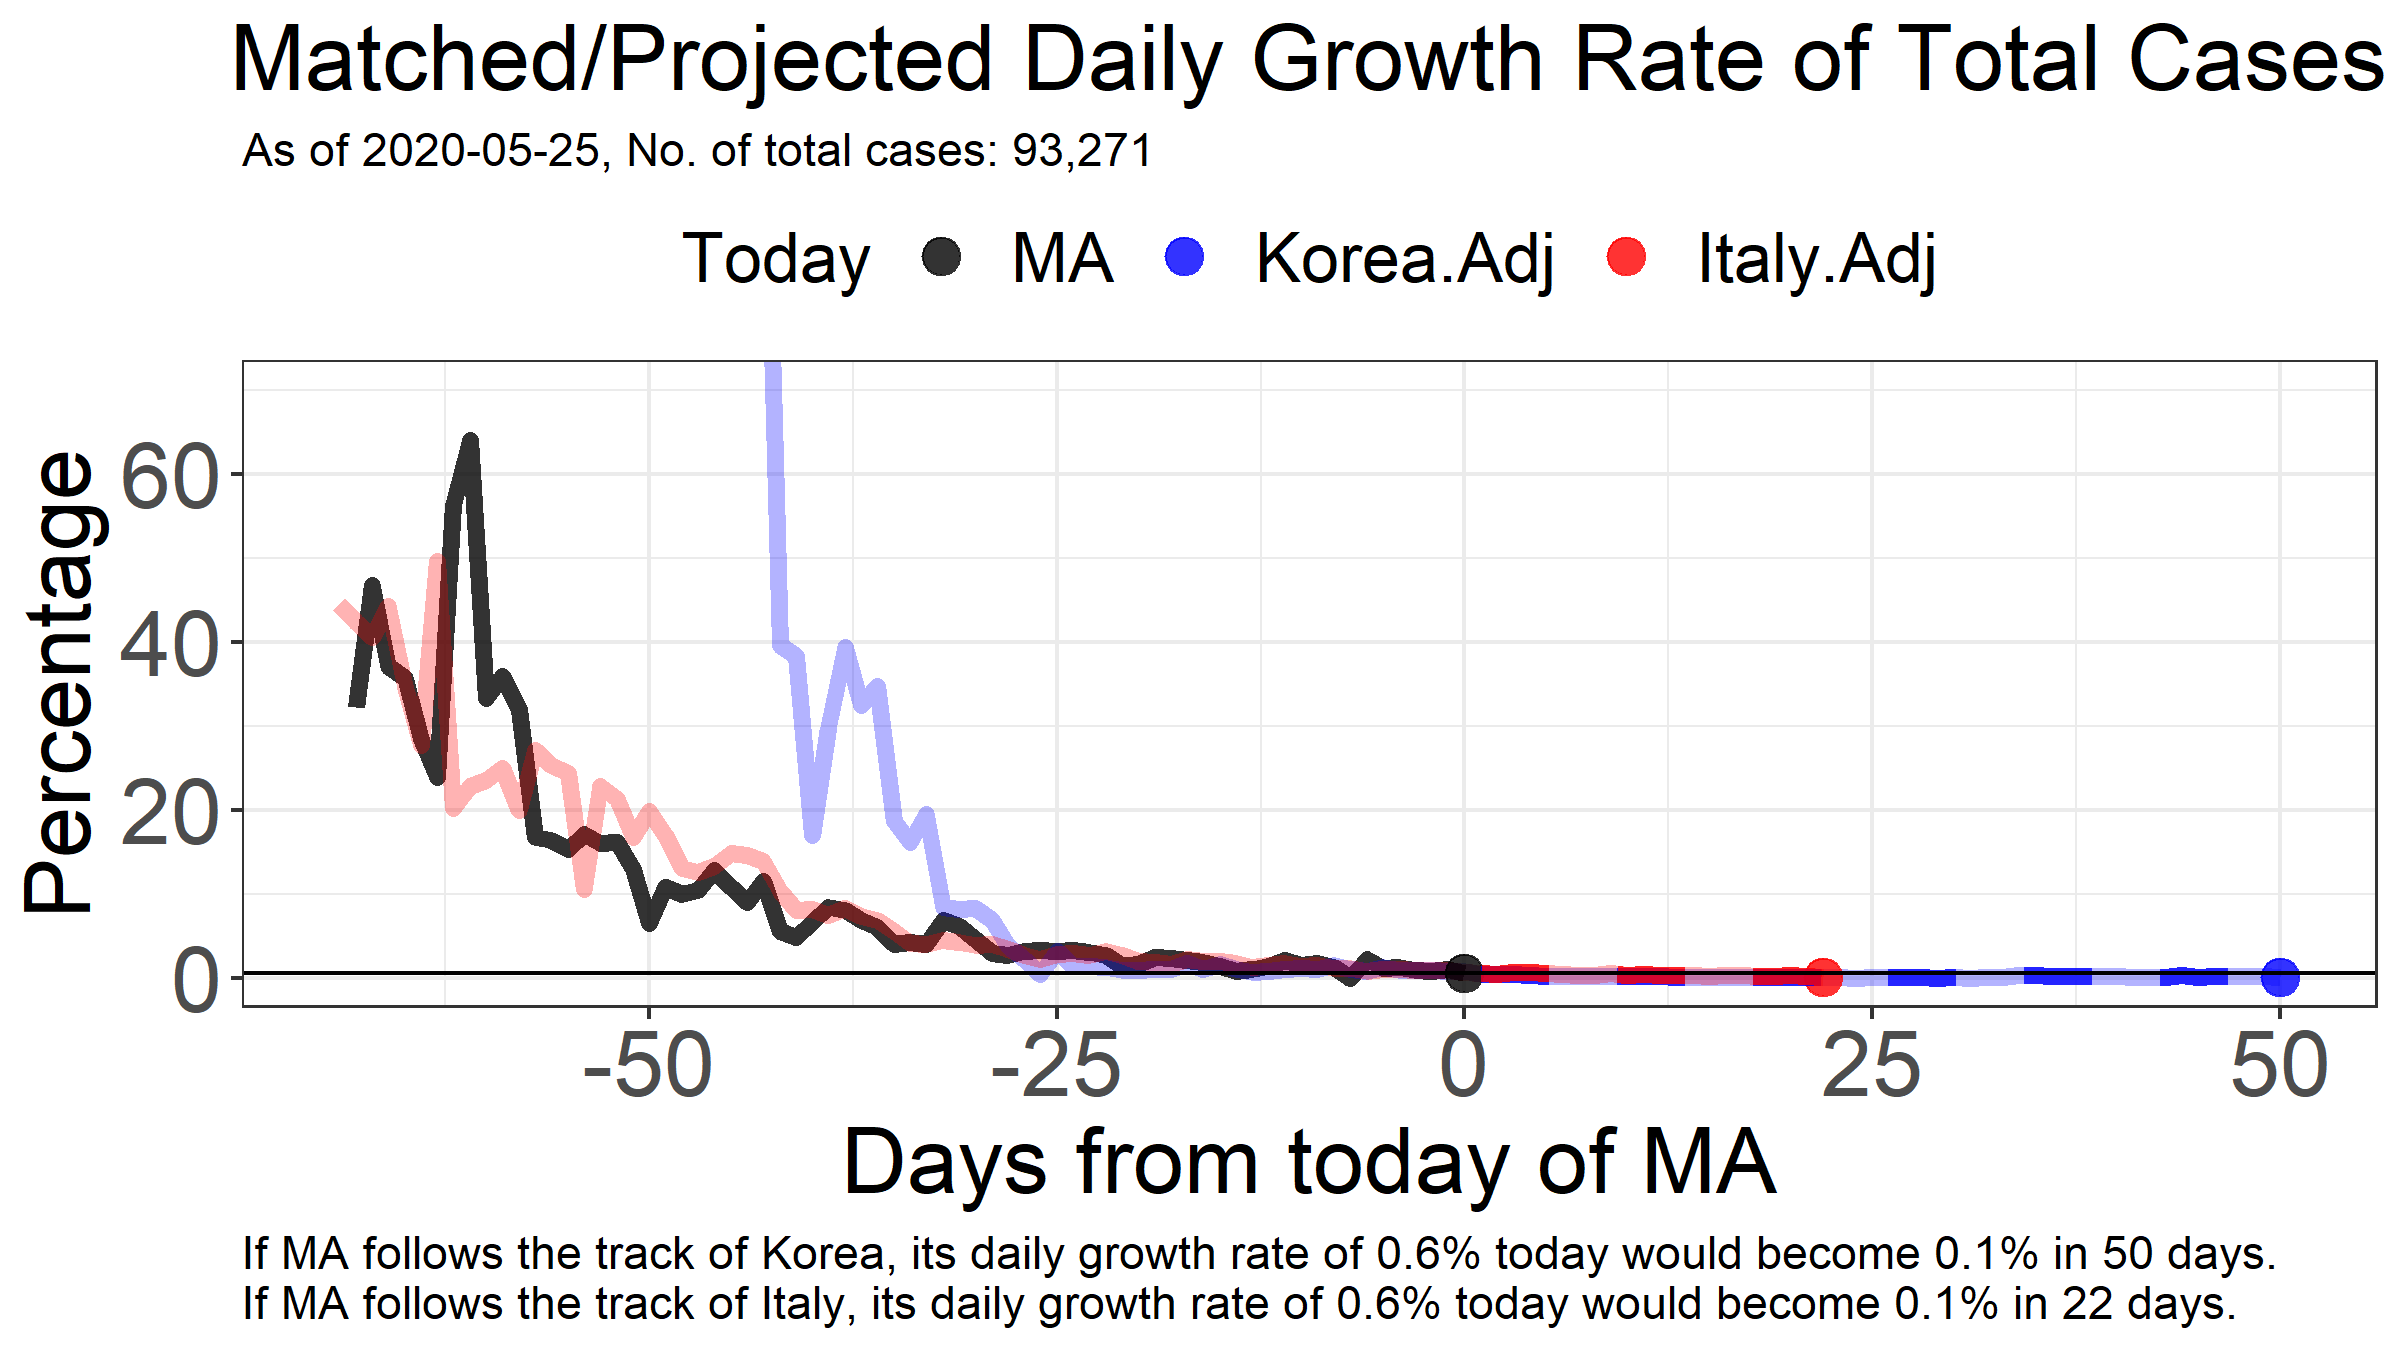 Matched/Projected Daily Growth Rate of Total Cases
As of 2020-05-25, No. of total cases: 93,271
Today MA Korea.Adj Italy.Adj
Percentage
60
40
20
0
-50 -25 0 25 50
Days from today of MA
If MA follows the track of Korea, its daily growth rate of 0.6% today would become 0.1% in 50 days.
If MA follows the track of Italy, its daily growth rate of 0.6% today would become 0.1% in 22 days.